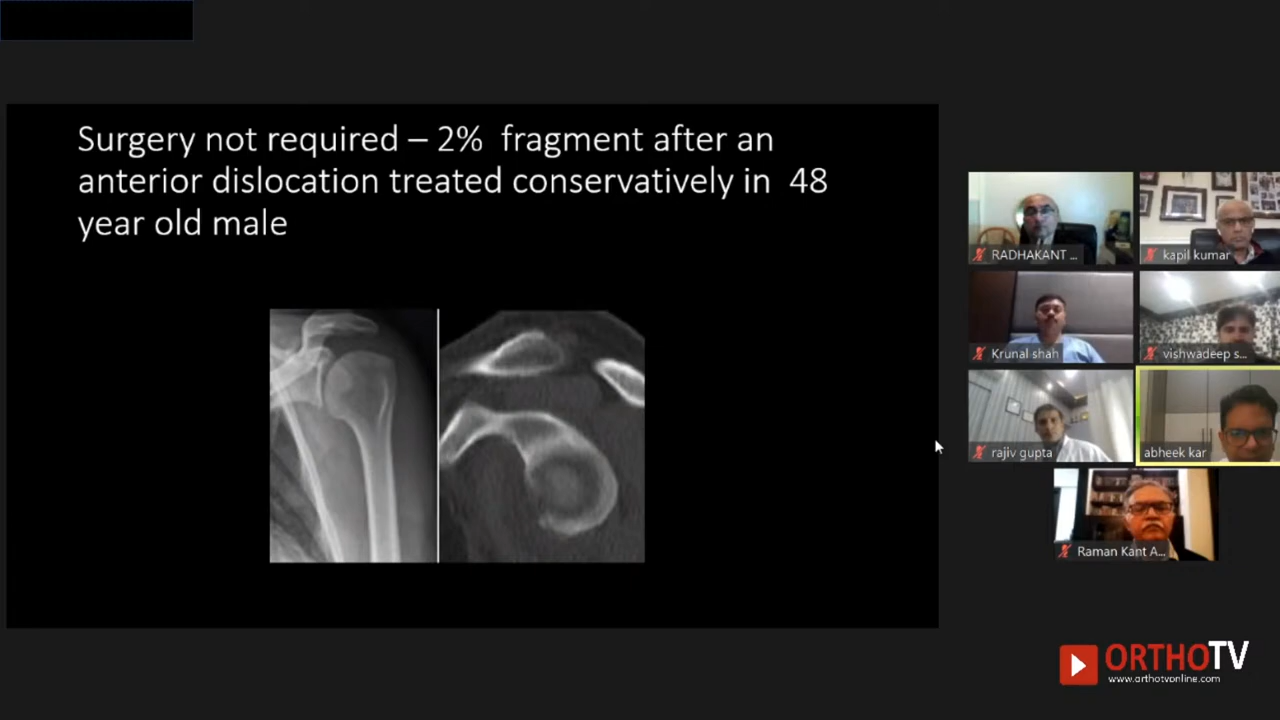 Surgery not required – 2% fragment after an
anterior dislocation treated conservatively in 48
year old male
RADHAKANT ...
kapil kumar
Krunal shah
vishwadeep s...
rajiv gupta
abheek kar
Raman Kant A...
ORTHOTV
www.orthotvonline.com